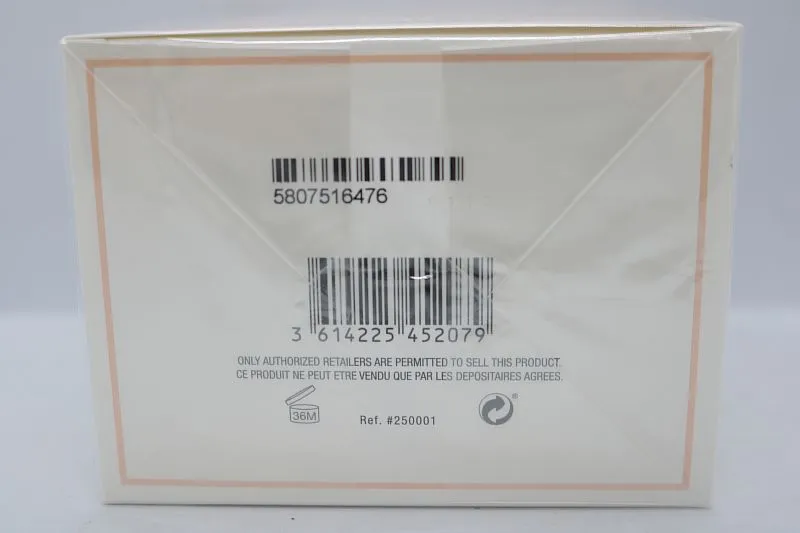 5807516476
3 614225 452079
ONLY AUTHORIZED RETAILERS ARE PERMITTED TO SELL THIS PRODUCT.
CE PRODUIT NE PEUT ETRE VENDU QUE PAR LES DEPOSITAIRES AGREES.
36M
Ref. #250001
®